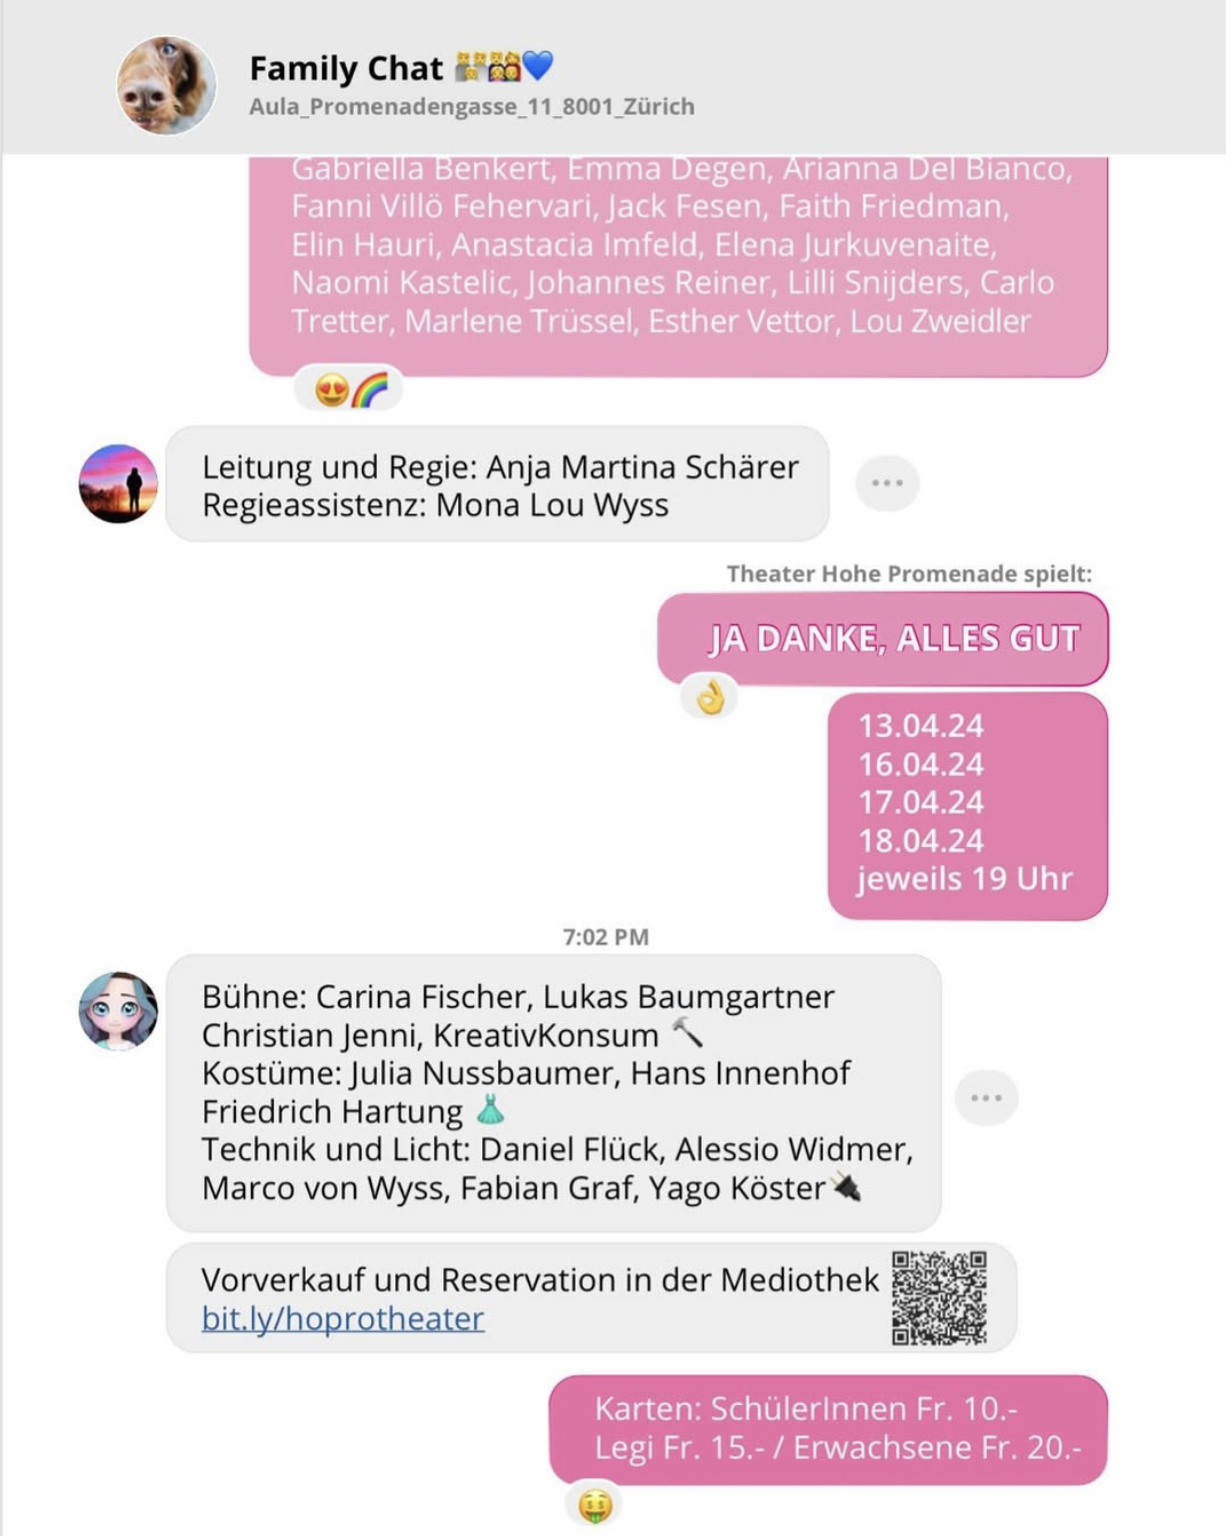 Family Chat
Aula_Promenadengasse_11_8001_Zürich
Gabriella Benkert, Emma Degen, Arianna Del Bianco,
Fanni Villö Fehervari, Jack Fesen, Faith Friedman,
Elin Hauri, Anastacia Imfeld, Elena Jurkuvenaite,
Naomi Kastelic, Johannes Reiner, Lilli Snijders, Carlo
Tretter, Marlene Trüssel, Esther Vettor, Lou Zweidler
Leitung und Regie: Anja Martina Schärer
Regieassistenz: Mona Lou Wyss
Theater Hohe Promenade spielt:
JA DANKE, ALLES GUT
13.04.24
16.04.24
17.04.24
18.04.24
jeweils 19 Uhr
7:02 PM
Bühne: Carina Fischer, Lukas Baumgartner
Christian Jenni, KreativKonsum
Kostüme: Julia Nussbaumer, Hans Innenhof
Friedrich Hartung
Technik und Licht: Daniel Flück, Alessio Widmer,
Marco von Wyss, Fabian Graf, Yago Köster
Vorverkauf und Reservation in der Mediothek
bit.ly/hoprotheater
Karten: SchülerInnen Fr. 10.-
Legi Fr. 15.- / Erwachsene Fr. 20.-